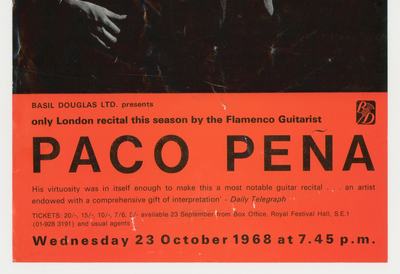 BASIL DOUGLAS LTD. presents
only London recital this season by the Flamenco Guitarist
BD
PACO PEÑA
His virtuosity was in itself enough to make this a most notable guitar recital . . . an artist
endowed with a comprehensive gift of interpretation' - Daily Telegraph
TICKETS: 20/-, 15/-, 10/-, 7/6, 5/- available 23 September from Box Office, Royal Festival Hall, S.E.1
(01-928 3191) and usual agents
Wednesday 23 October 1968 at 7.45 p.m.